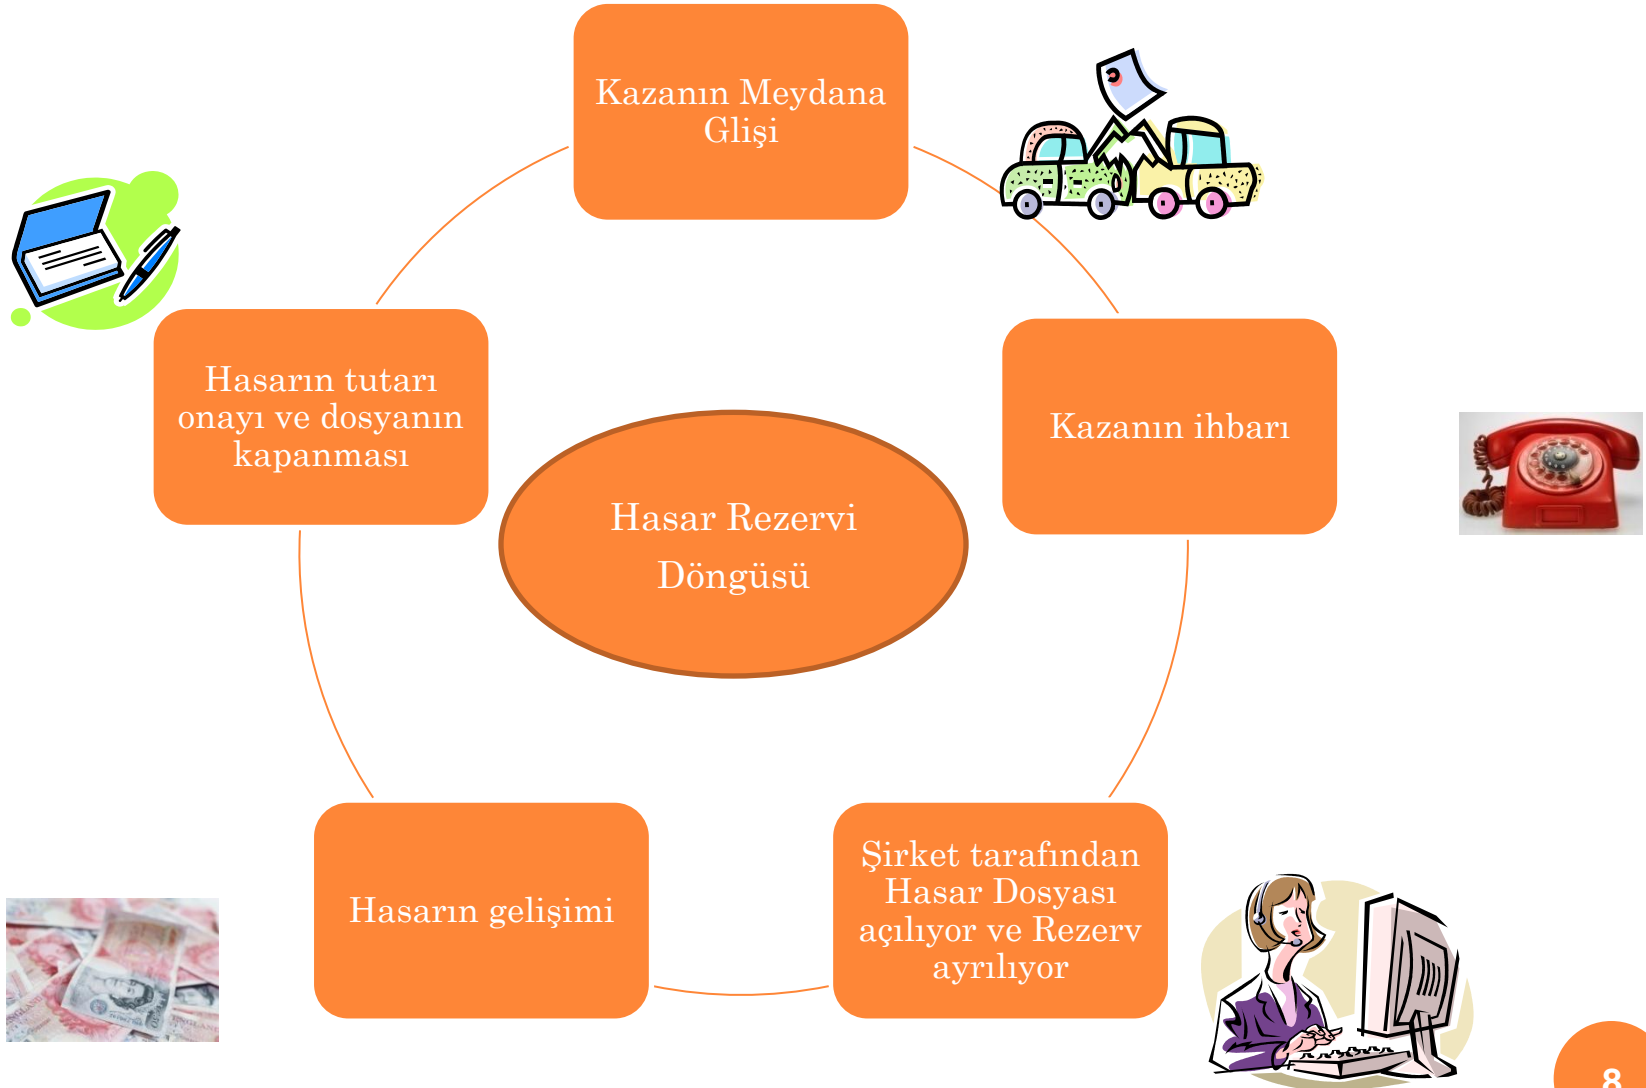 Kazanın Meydana
Glişi
Kazanın ihbarı
Şirket tarafından
Hasar Dosyası
açılıyor ve Rezerv
ayrılıyor
Hasarın gelişimi
Hasarın tutarı
onayı ve dosyanın
kapanması
Hasar Rezervi
Döngüsü
8